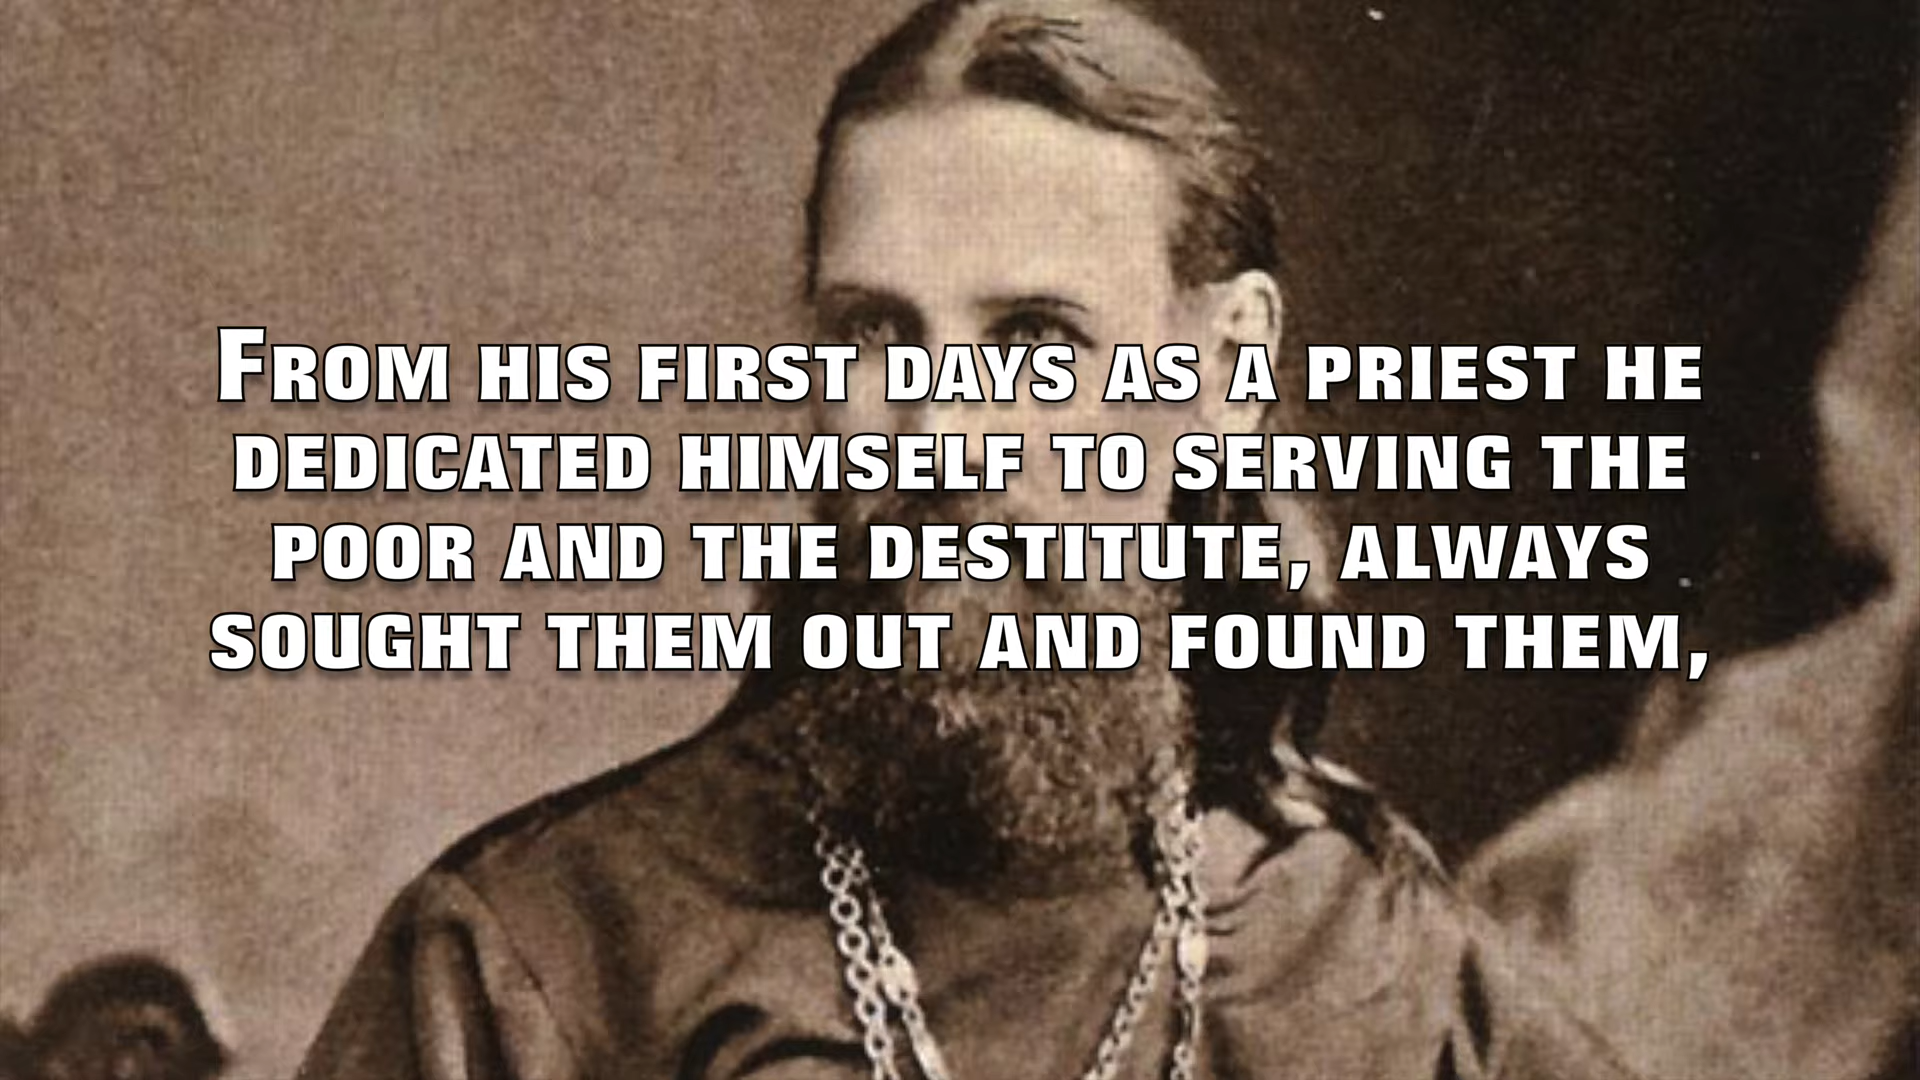 From his first days as a priest he
dedicated himself to serving the
poor and the destitute, always
sought them out and found them,